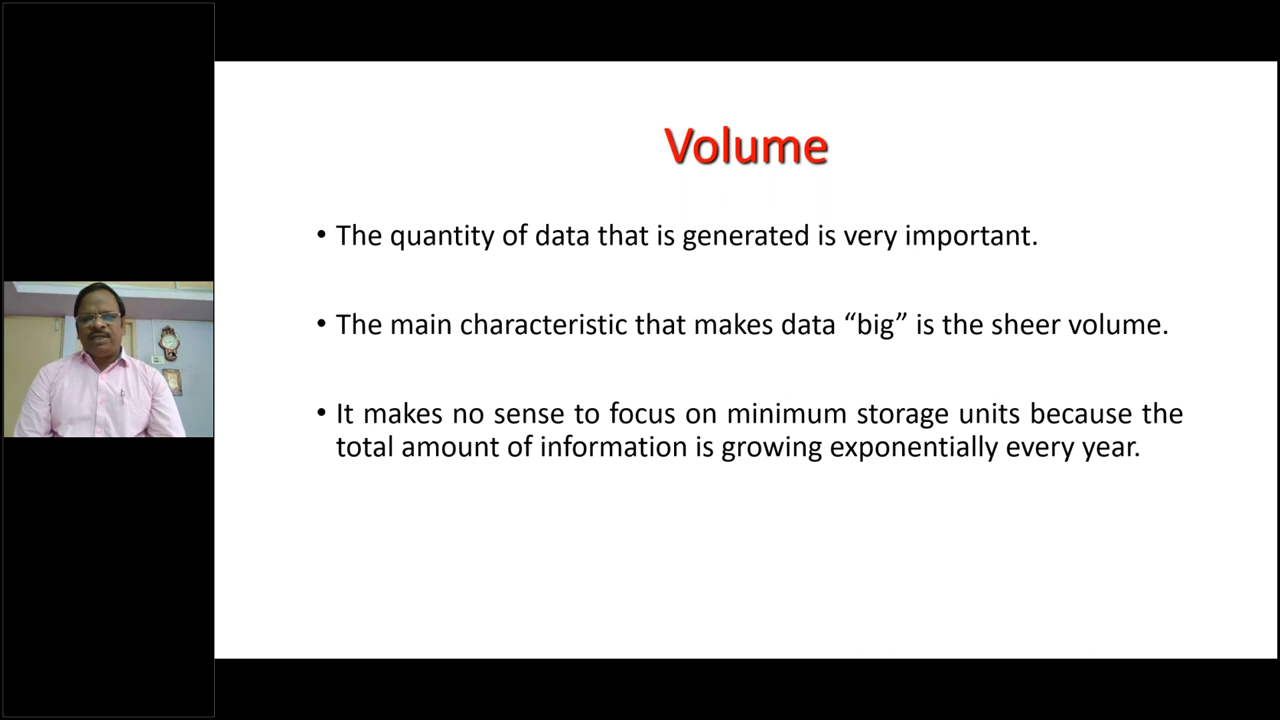 Volume
• The quantity of data that is generated is very important.
• The main characteristic that makes data “big” is the sheer volume.
• It makes no sense to focus on minimum storage units because the
total amount of information is growing exponentially every year.